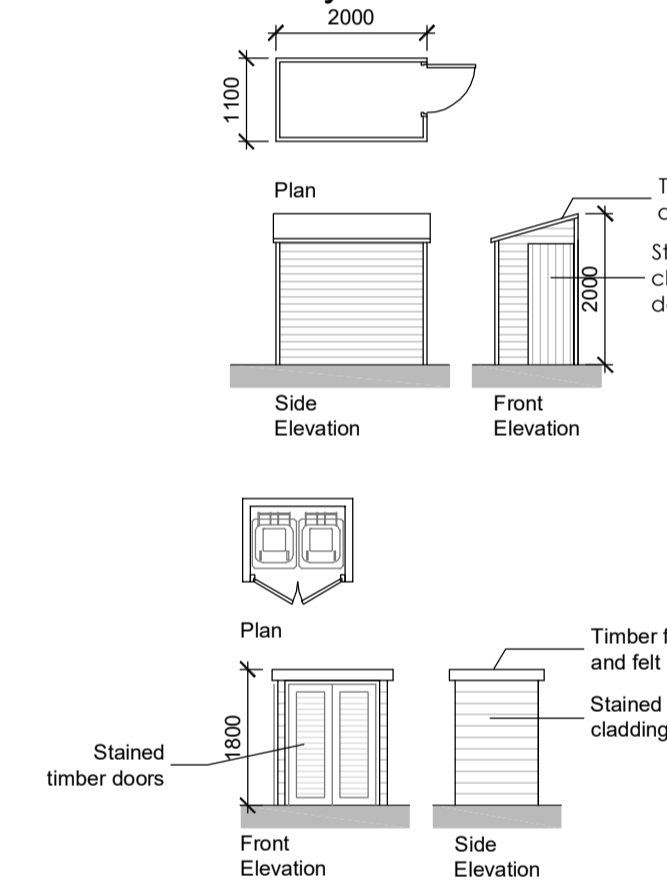 2000
1100
Plan
2000
Side
Elevation
Front
Elevation
Plan
Timber
and felt
Stained
cladding
1800
Stained
timber doors
Front
Elevation
Side
Elevation